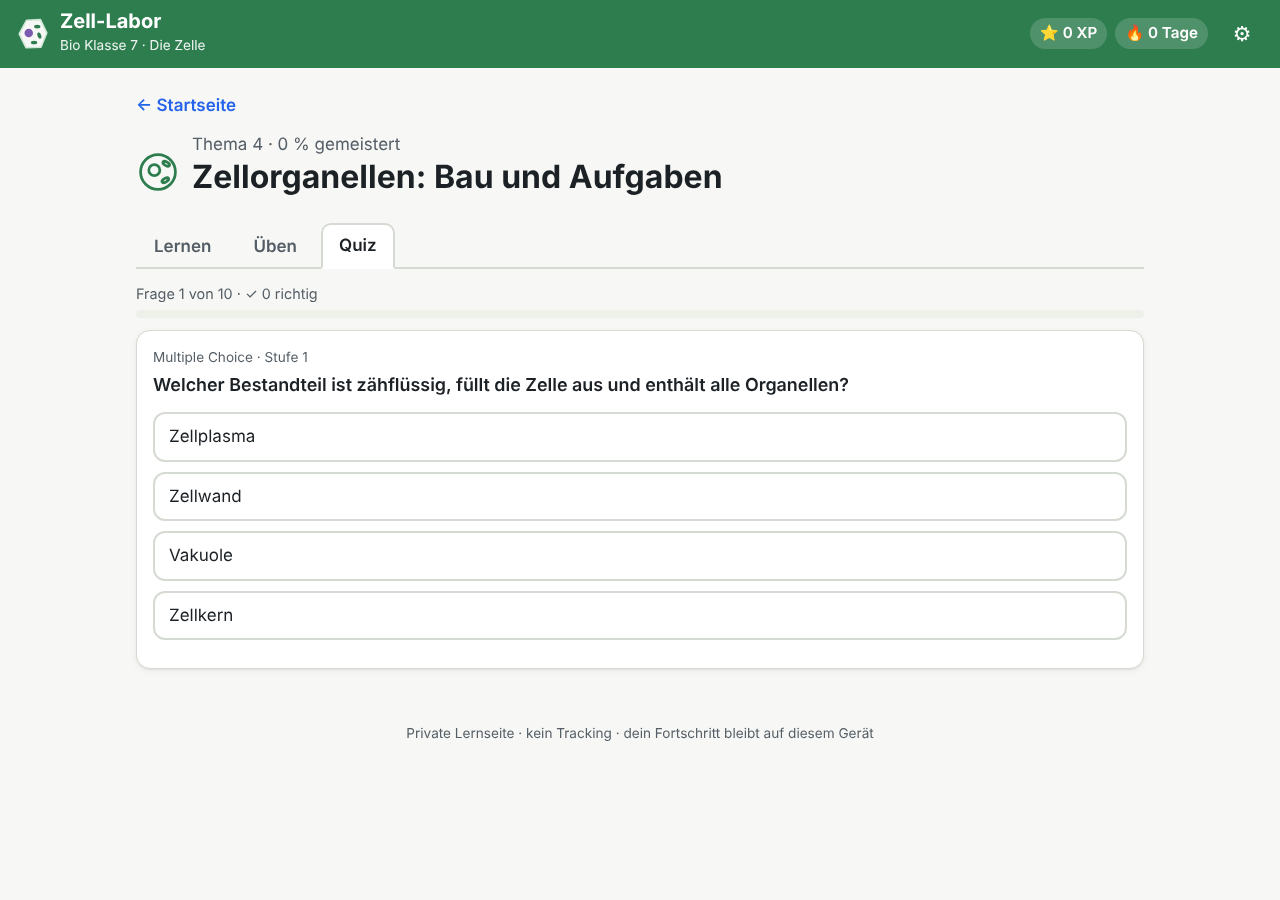 Zell-Labor
Bio Klasse 7 · Die Zelle
⭐ 0 XP
🔥 0 Tage
← Startseite
Thema 4 · 0 % gemeistert
Zellorganellen: Bau und Aufgaben
Lernen
Üben
Quiz
Frage 1 von 10 · ✓ 0 richtig
Multiple Choice · Stufe 1
Welcher Bestandteil ist zähflüssig, füllt die Zelle aus und enthält alle Organellen?
Zellplasma
Zellwand
Vakuole
Zellkern
Private Lernseite · kein Tracking · dein Fortschritt bleibt auf diesem Gerät